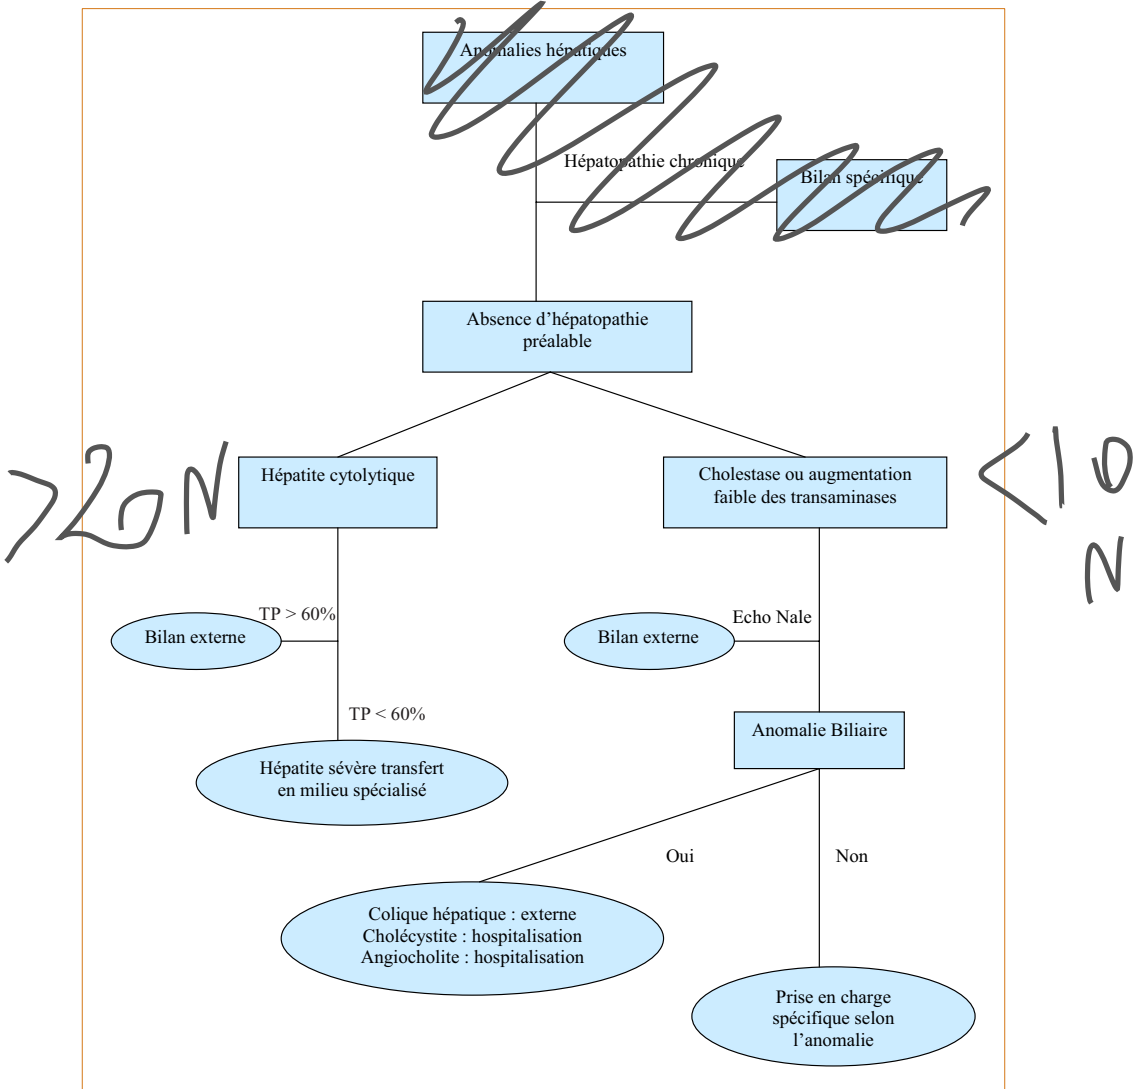 Anomalies hépatiques
Hépatopathie chronique
Bilan spécifique
Absence d’hépatopathie
préalable
>20N
Hépatite cytolytique
Cholestase ou augmentation
faible des transaminases
<10
N
TP > 60%
Bilan externe
Echo Nale
Bilan externe
TP < 60%
Anomalie Biliaire
Hépatite sévère transfert
en milieu spécialisé
Oui
Non
Colique hépatique : externe
Cholécystite : hospitalisation
Angiocholite : hospitalisation
Prise en charge
spécifique selon
l’anomalie